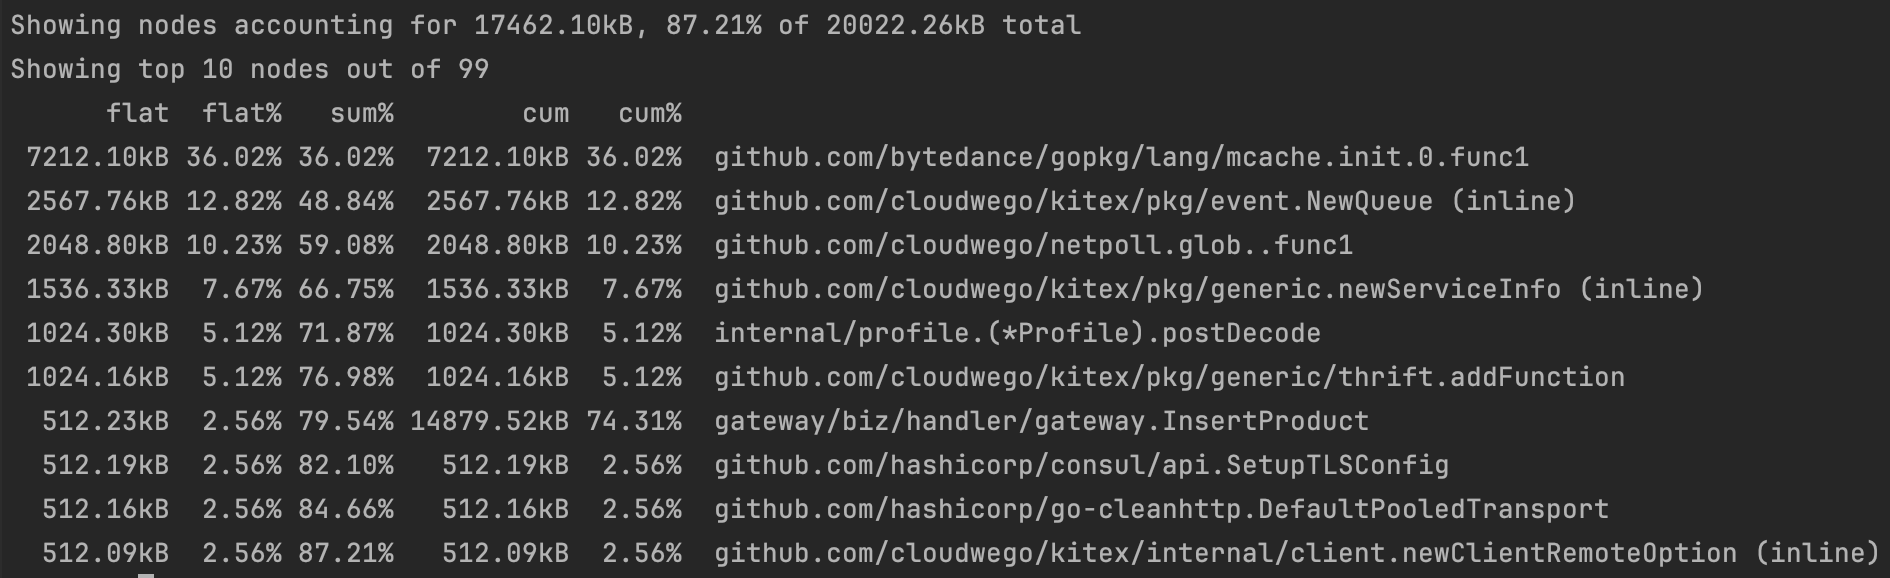 Showing nodes accounting for 17462.10kB, 87.21% of 20022.26kB total
Showing top 10 nodes out of 99
      flat  flat%   sum%        cum   cum%
 7212.10kB 36.02% 36.02%  7212.10kB 36.02%  github.com/bytedance/gopkg/lang/mcache.init.0.func1
 2567.76kB 12.82% 48.84%  2567.76kB 12.82%  github.com/cloudwego/kitex/pkg/event.NewQueue (inline)
 2048.80kB 10.23% 59.08%  2048.80kB 10.23%  github.com/cloudwego/netpoll.glob..func1
 1536.33kB  7.67% 66.75%  1536.33kB  7.67%  github.com/cloudwego/kitex/pkg/generic.newServiceInfo (inline)
 1024.30kB  5.12% 71.87%  1024.30kB  5.12%  internal/profile.(*Profile).postDecode
 1024.16kB  5.12% 76.98%  1024.16kB  5.12%  github.com/cloudwego/kitex/pkg/generic/thrift.addFunction
  512.23kB  2.56% 79.54% 14879.52kB 74.31%  gateway/biz/handler/gateway.InsertProduct
  512.19kB  2.56% 82.10%   512.19kB  2.56%  github.com/hashicorp/consul/api.SetupTLSConfig
  512.16kB  2.56% 84.66%   512.16kB  2.56%  github.com/hashicorp/go-cleanhttp.DefaultPooledTransport
  512.09kB  2.56% 87.21%   512.09kB  2.56%  github.com/cloudwego/kitex/internal/client.newClientRemoteOption (inline)